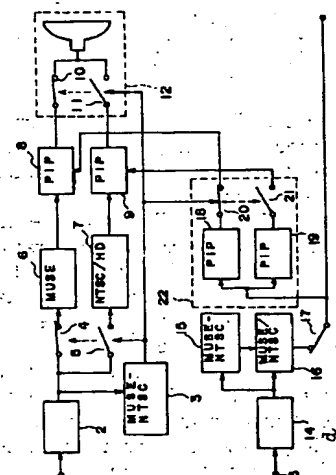 8
PIP
10
11
12
PIP
9
6
MUSE
7
NTSC/HD
4
5
2
MUSE-
NTSC
3
18
PIP
20
21
PIP
19
22
15
MUSE-
NTSC
MUSE/
NTSC
16
17
14